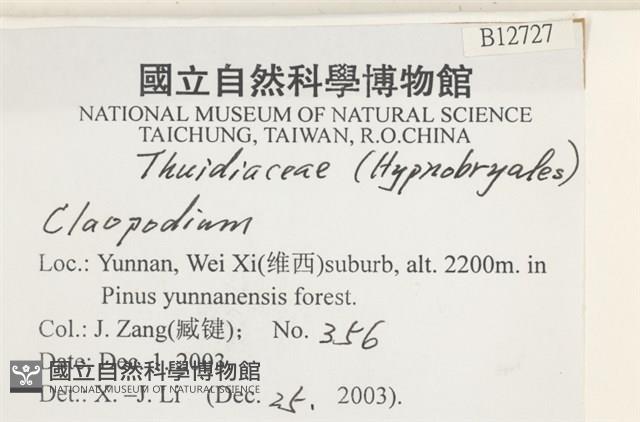 B12727
國立自然科學博物館
NATIONAL MUSEUM OF NATURAL SCIENCE
TAICHUNG, TAIWAN, R.O.CHINA
Thuidiaceae (Hypnobryales)
Claopodium
Loc.: Yunnan, Wei Xi(维西)suburb, alt. 2200m. in
Pinus yunnanensis forest.
Col.: J. Zang(臧键); No. 356
Date: Dec. 1. 2003
國立自然科學博物館
NATIONAL MUSEUM OF NATURAL SCIENCE
Det.: X. –J. Li (Dec. 25. 2003).